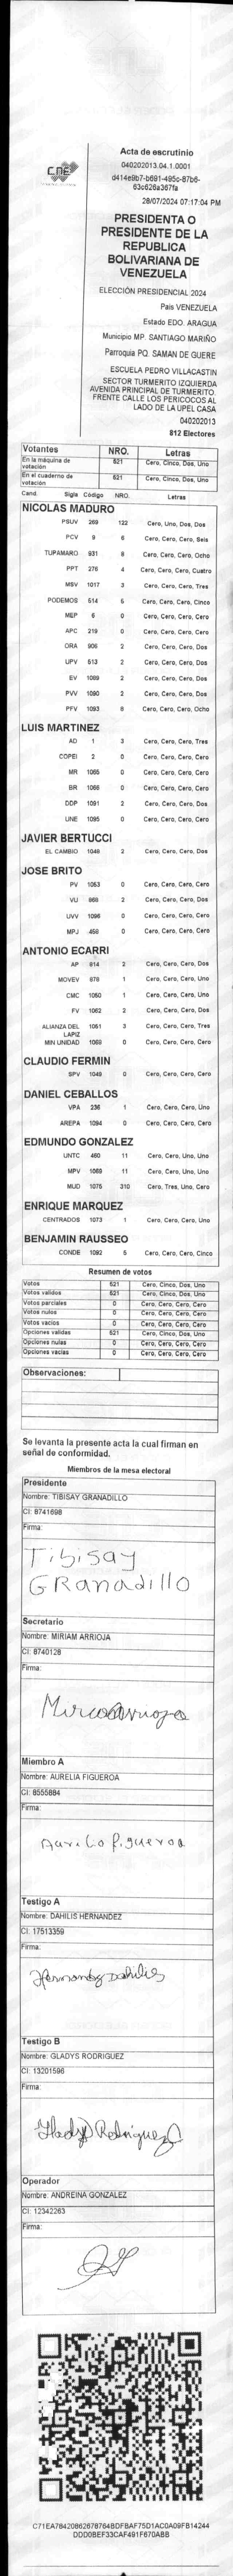 CNE
Acta de escrutinio
040202013.04.1.0001
28/07/2024 07:17:04 PM
PRESIDENTA O
PRESIDENTE DE LA
REPUBLICA
BOLIVARIANA DE
VENEZUELA
ELECCIÓN PRESIDENCIAL 2024
Pais VENEZUELA
Estado EDO. ARAGUA
Municipio MP. SANTIAGO MARIÑO
Parroquia PQ. SAMAN DE GUERE
ESCUELA PEDRO VILLACASTIN
SECTOR TURMERITO IZQUIERDA
AVENIDA PRINCIPAL DE TURMERITO.
FRENTE CALLE LOS PERICOCOS AL
LADO DE LA UPEL CASA
040202013
812 Electores
Votantes NRO. Letras
En la máquina de votación 521 Cero, Cinco, Dos, Uno
En el cuaderno de votación 521 Cero, Cinco, Dos, Uno
Cand. Sigla Código NRO. Letras
NICOLAS MADURO
PSUV 269 122 Cero, Uno, Dos, Dos
PCV 9 6 Cero, Cero, Cero, Seis
TUPAMARO 931 8 Cero, Cero, Cero, Ocho
PPT 276 4 Cero, Cero, Cero, Cuatro
MSV 1017 3 Cero, Cero, Cero, Tres
PODEMOS 514 5 Cero, Cero, Cero, Cinco
MEP 6 0 Cero, Cero, Cero, Cero
APC 219 0 Cero, Cero, Cero, Cero
ORA 906 2 Cero, Cero, Cero, Dos
UPV 513 2 Cero, Cero, Cero, Dos
EV 1089 2 Cero, Cero, Cero, Dos
PVV 1090 2 Cero, Cero, Cero, Dos
PFV 1093 8 Cero, Cero, Cero, Ocho
LUIS MARTINEZ
AD 1 3 Cero, Cero, Cero, Tres
COPEI 2 0 Cero, Cero, Cero, Cero
MR 1065 0 Cero, Cero, Cero, Cero
BR 1066 0 Cero, Cero, Cero, Cero
DDP 1091 2 Cero, Cero, Cero, Dos
UNE 1095 0 Cero, Cero, Cero, Cero
JAVIER BERTUCCI
EL CAMBIO 1048 2 Cero, Cero, Cero, Dos
JOSE BRITO
PV 1053 0 Cero, Cero, Cero, Cero
VU 868 2 Cero, Cero, Cero, Dos
UVV 1096 0 Cero, Cero, Cero, Cero
MPJ 458 0 Cero, Cero, Cero, Cero
ANTONIO ECARRI
AP 914 2 Cero, Cero, Cero, Dos
MOVEV 878 1 Cero, Cero, Cero, Uno
CMC 1050 1 Cero, Cero, Cero, Uno
FV 1062 2 Cero, Cero, Cero, Dos
ALIANZA DEL LAPIZ 1051 3 Cero, Cero, Cero, Tres
MIN UNIDAD 1069 0 Cero, Cero, Cero, Cero
CLAUDIO FERMIN
SPV 1049 0 Cero, Cero, Cero, Cero
DANIEL CEBALLOS
VPA 236 1 Cero, Cero, Cero, Uno
AREPA 1094 0 Cero, Cero, Cero, Cero
EDMUNDO GONZALEZ
UNTC 460 11 Cero, Cero, Uno, Uno
MPV 1069 11 Cero, Cero, Uno, Uno
MUD 1075 310 Cero, Tres, Uno, Cero
ENRIQUE MARQUEZ
CENTRADOS 1073 1 Cero, Cero, Cero, Uno
BENJAMIN RAUSSEO
CONDE 1092 5 Cero, Cero, Cero, Cinco
Resumen de votos
Votos 521 Cero, Cinco, Dos, Uno
Votos validos 521 Cero, Cinco, Dos, Uno
Votos parciales 0 Cero, Cero, Cero, Cero
Votos nulos 0 Cero, Cero, Cero, Cero
Votos vacios 0 Cero, Cero, Cero, Cero
Opciones validas 521 Cero, Cinco, Dos, Uno
Opciones nulas 0 Cero, Cero, Cero, Cero
Opciones vacias 0 Cero, Cero, Cero, Cero
Observaciones:
Se levanta la presente acta la cual firman en
señal de conformidad.
Miembros de la mesa electoral
Presidente
Nombre: TIBISAY GRANADILLO
CI: 8741698
Firma:
Tibisay
GRanadillo
Secretario
Nombre: MIRIAM ARRIOJA
CI: 8740128
Firma:
Miembro A
Nombre: AURELIA FIGUEROA
CI: 8555884
Firma:
Testigo A
Nombre: DAHILIS HERNANDEZ
CI: 17513359
Firma:
Hernandez Dahilis
Testigo B
Nombre: GLADYS RODRIGUEZ
CI: 13201596
Firma:
Gladys Rodriguez
Operador
Nombre: ANDREINA GONZALEZ
CI: 12342263
Firma:
C71EA78420862678764BDFBAF75D1AC0A09FB14244
DDD0BEF33CAF491F670ABB